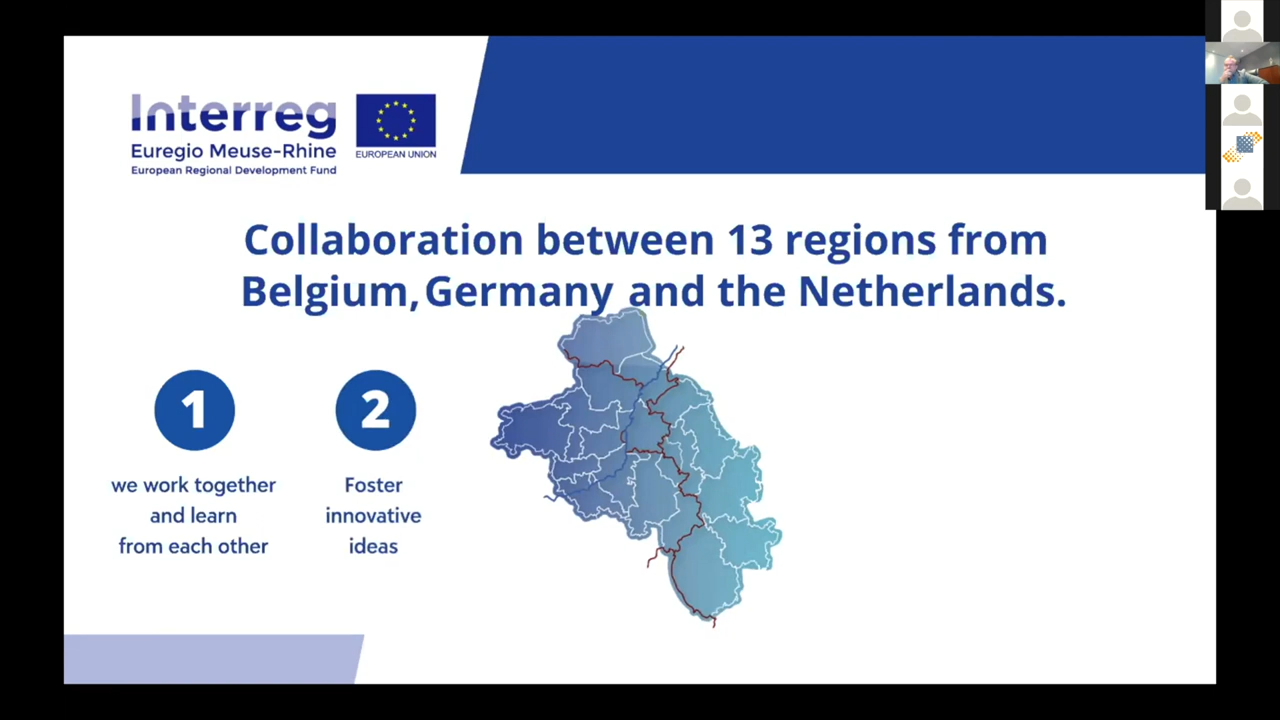 Interreg
Euregio Meuse-Rhine
European Regional Development Fund
EUROPEAN UNION
Collaboration between 13 regions from
Belgium, Germany and the Netherlands.
1
we work together
and learn
from each other
2
Foster
innovative
ideas